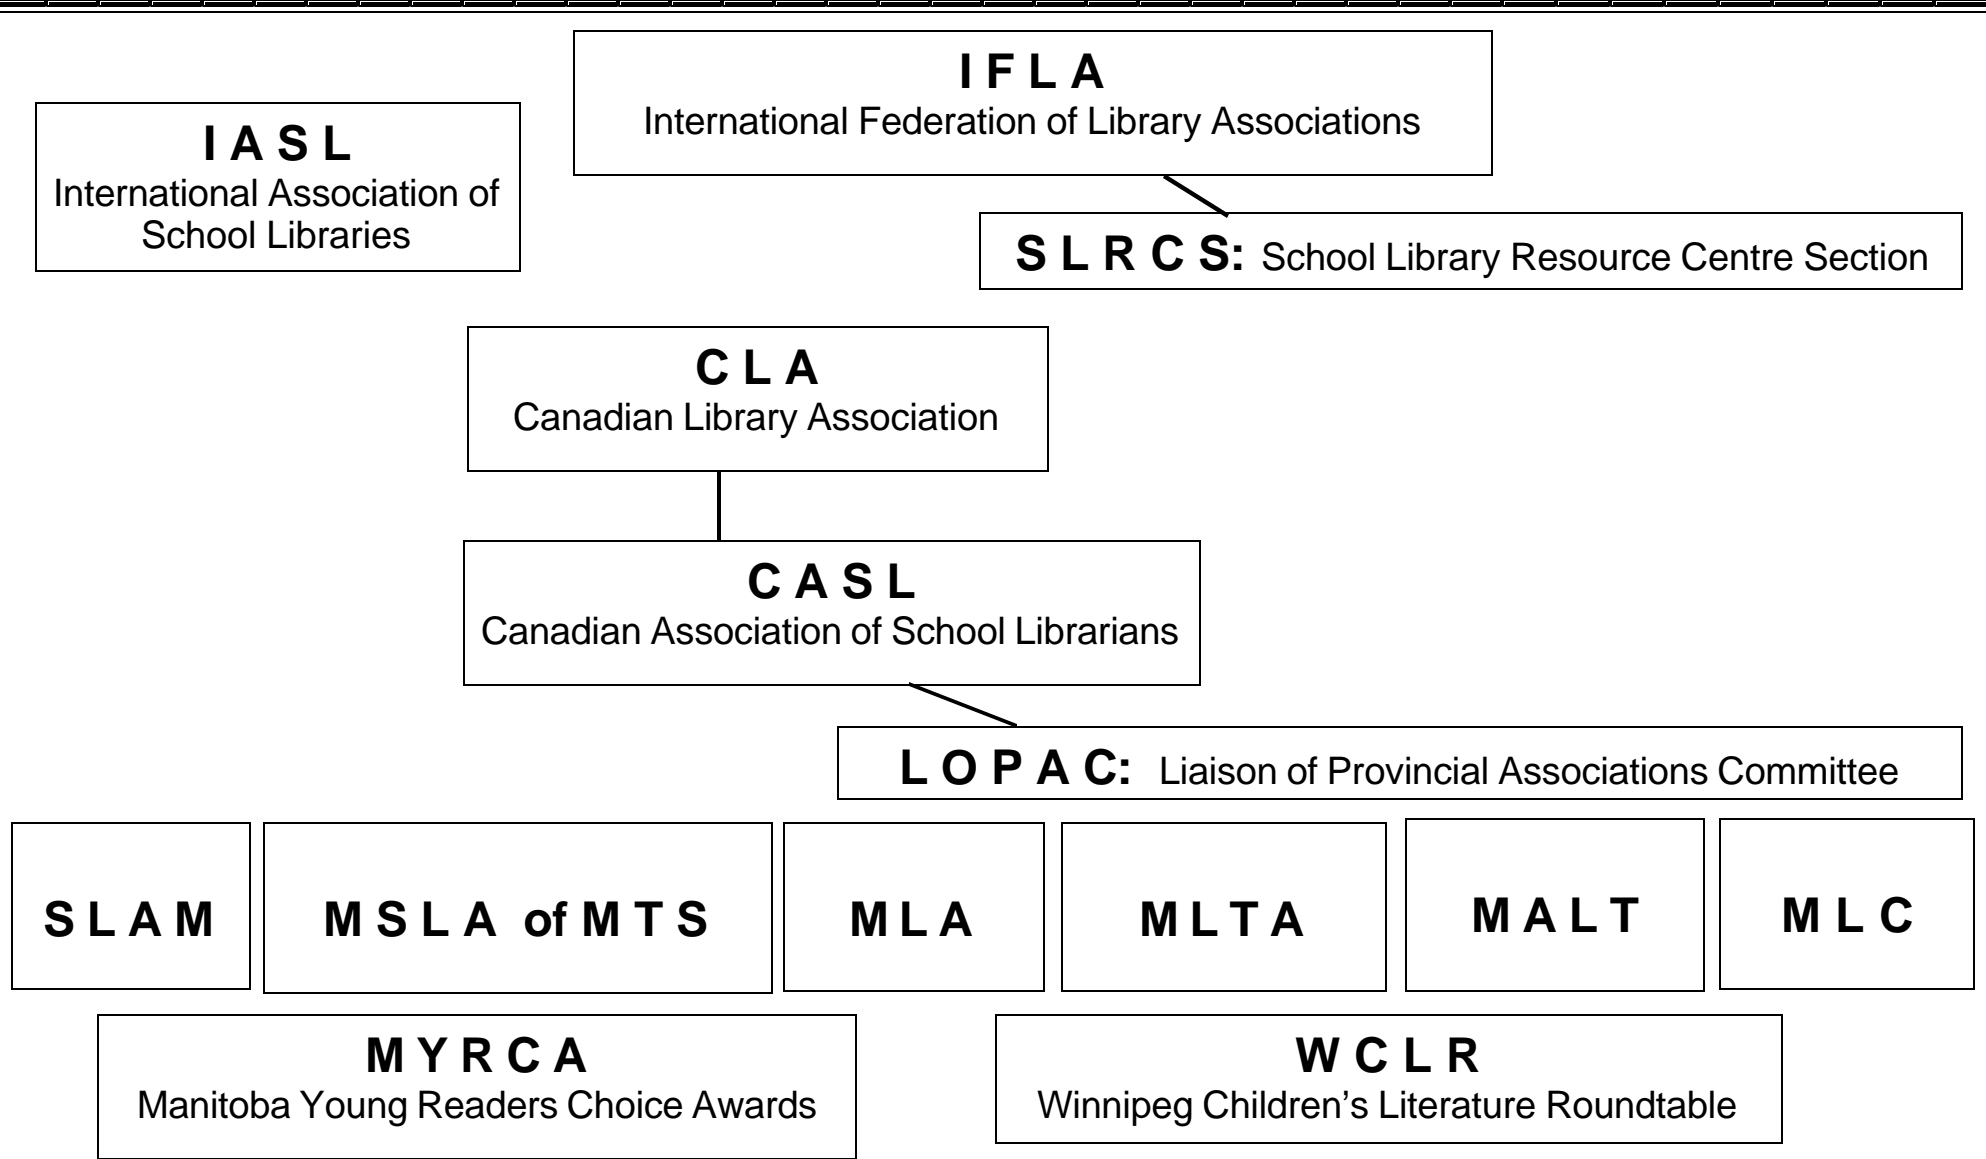 I F L A
International Federation of Library Associations
I A S L
International Association of
School Libraries
S L R C S: School Library Resource Centre Section
C L A
Canadian Library Association
C A S L
Canadian Association of School Librarians
L O P A C: Liaison of Provincial Associations Committee
S L A M
M S L A of M T S
M L A
M L T A
M A L T
M L C
M Y R C A
Manitoba Young Readers Choice Awards
W C L R
Winnipeg Children’s Literature Roundtable